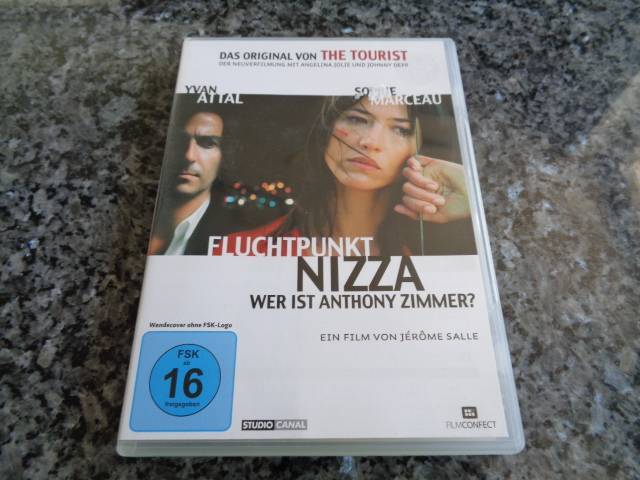 DAS ORIGINAL VON THE TOURIST
DER NEUVERFILMUNG MIT ANGELINA JOLIE UND JOHNNY DEPP
YVAN ATTAL
SOPHIE MARCEAU
FLUCHTPUNKT
NIZZA
WER IST ANTHONY ZIMMER?
EIN FILM VON JÉRÔME SALLE
Wendecover ohne FSK-Logo
FSK
ab
16
freigegeben
STUDIO CANAL
FILMCONFECT